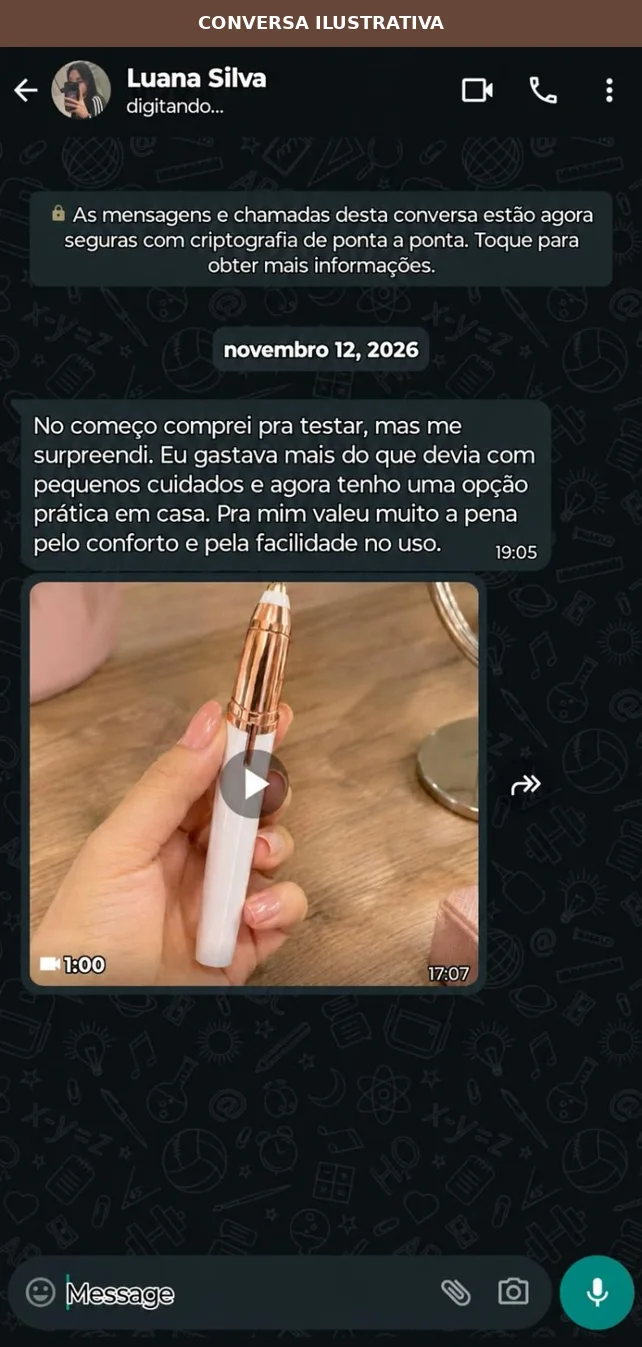 CONVERSA ILUSTRATIVA
Luana Silva
digitando...
As mensagens e chamadas desta conversa estão agora
seguras com criptografia de ponta a ponta. Toque para
obter mais informações.
novembro 12, 2026
No começo comprei pra testar, mas me
surpreendi. Eu gastava mais do que devia com
pequenos cuidados e agora tenho uma opção
prática em casa. Pra mim valeu muito a pena
pelo conforto e pela facilidade no uso.
19:05
1:00
17:07
Message